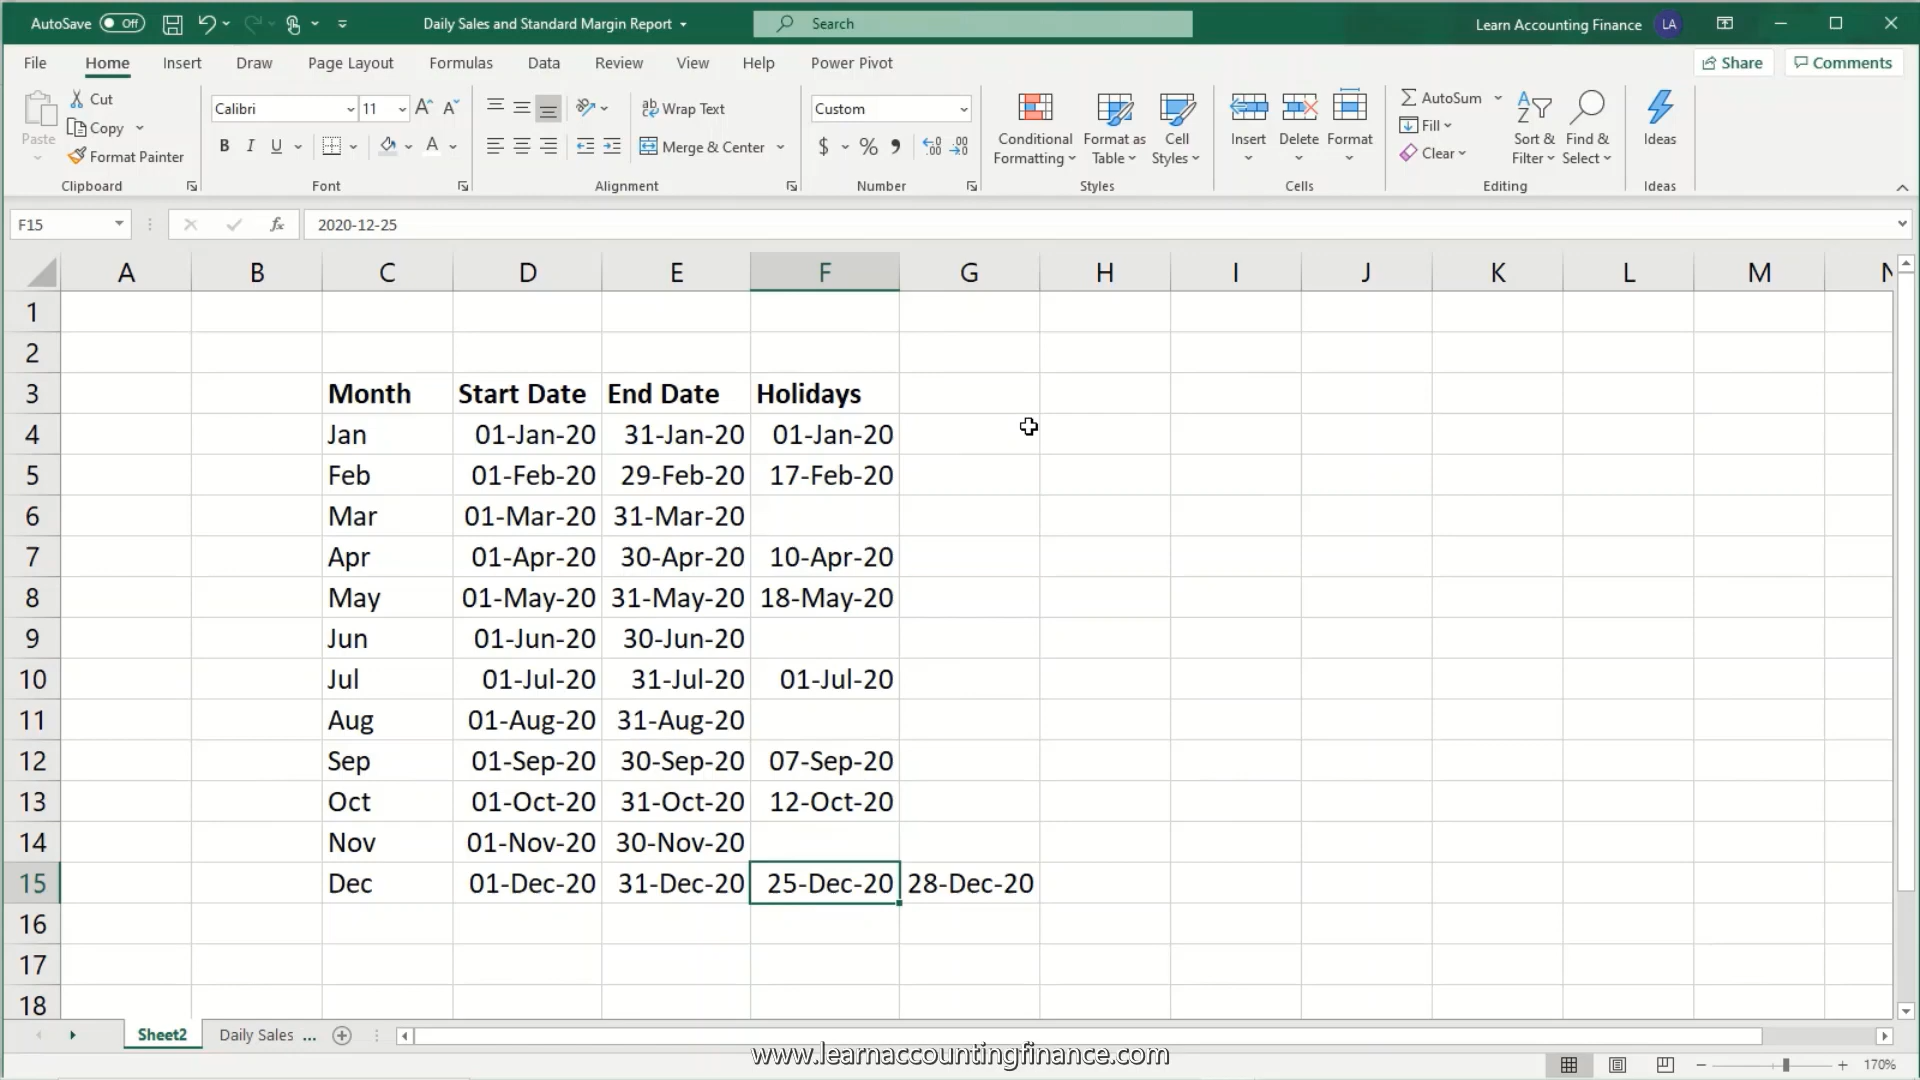 AutoSave Off Daily Sales and Standard Margin Report Search Learn Accounting Finance LA
File Home Insert Draw Page Layout Formulas Data Review View Help Power Pivot Share Comments
Paste Cut Copy Format Painter
Clipboard
Calibri 11
B I U A
Font
Wrap Text
Merge & Center
Alignment
Custom
$ % 9
Number
Conditional Formatting Format as Table Cell Styles
Styles
Insert Delete Format
Cells
AutoSum Fill Clear
Sort & Filter Find & Select
Editing
Ideas
Ideas
F15 fx 2020-12-25
A B C D E F G H I J K L M N
1
2
3 Month Start Date End Date Holidays
4 Jan 01-Jan-20 31-Jan-20 01-Jan-20
5 Feb 01-Feb-20 29-Feb-20 17-Feb-20
6 Mar 01-Mar-20 31-Mar-20
7 Apr 01-Apr-20 30-Apr-20 10-Apr-20
8 May 01-May-20 31-May-20 18-May-20
9 Jun 01-Jun-20 30-Jun-20
10 Jul 01-Jul-20 31-Jul-20 01-Jul-20
11 Aug 01-Aug-20 31-Aug-20
12 Sep 01-Sep-20 30-Sep-20 07-Sep-20
13 Oct 01-Oct-20 31-Oct-20 12-Oct-20
14 Nov 01-Nov-20 30-Nov-20
15 Dec 01-Dec-20 31-Dec-20 25-Dec-20 28-Dec-20
16
17
18
Sheet2 Daily Sales ...
www.learnaccountingfinance.com
170%